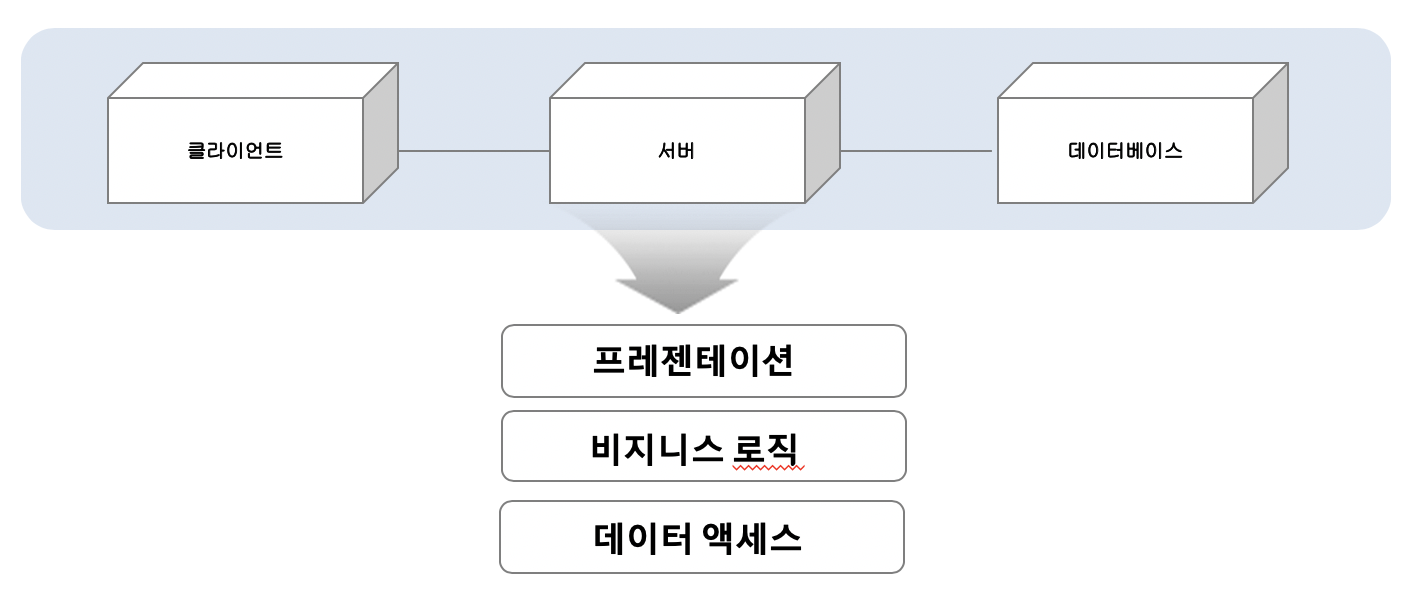 클라이언트
서버
데이터베이스
프레젠테이션
비지니스 로직
데이터 액세스